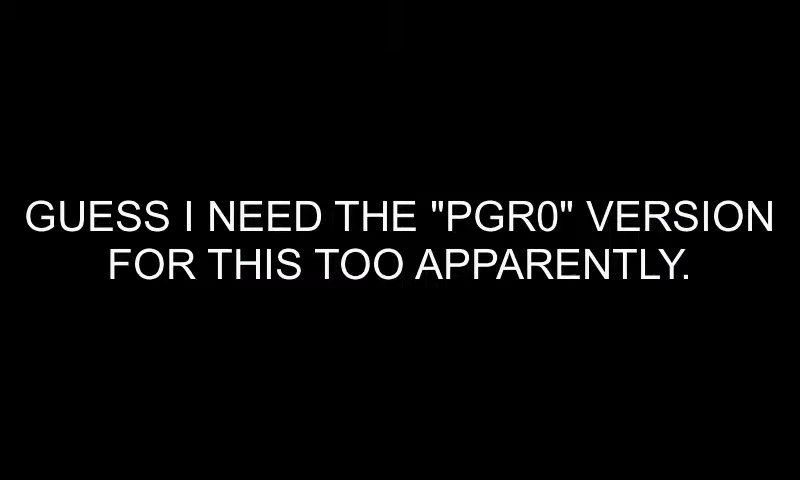 GUESS I NEED THE "PGR0" VERSION
FOR THIS TOO APPARENTLY.